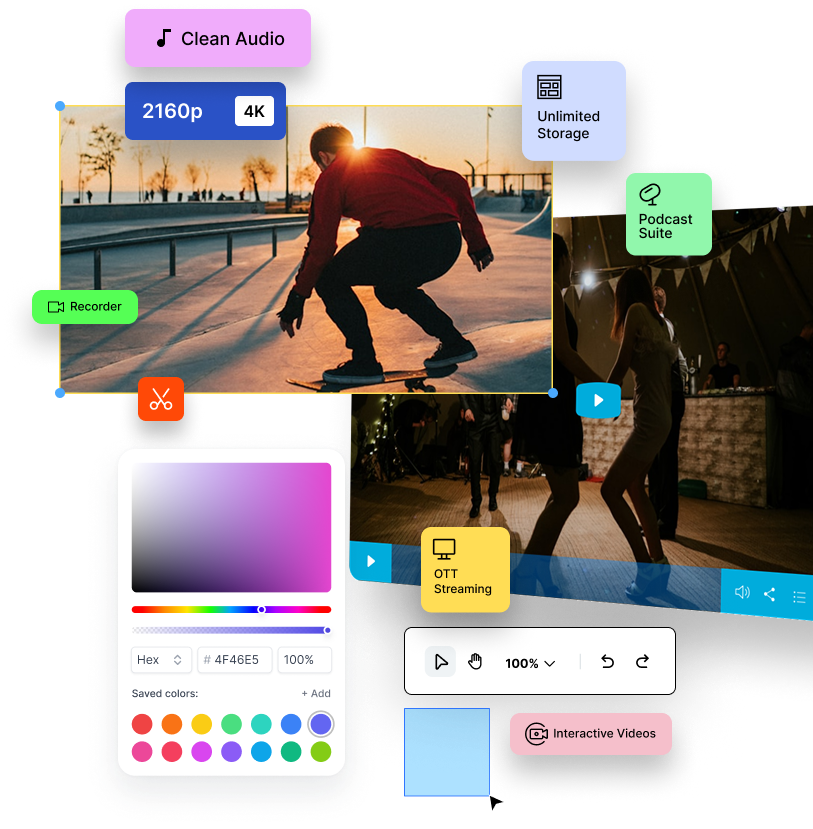 Clean Audio
2160p 4K
Unlimited
Storage
Podcast
Suite
Recorder
OTT
Streaming
Hex # 4F46E5 100%
Saved colors: + Add
100%
Interactive Videos